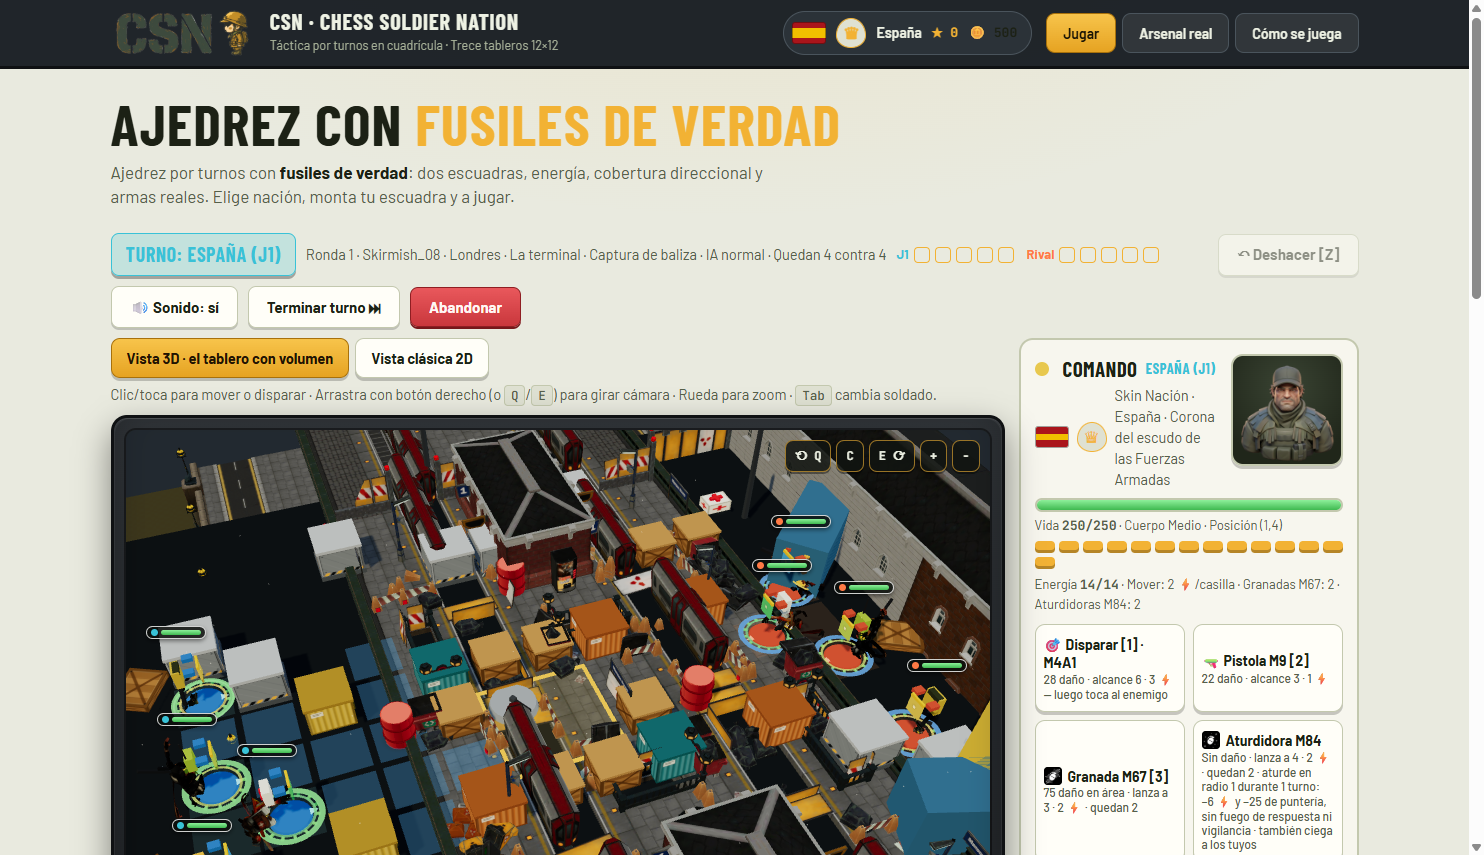 CSN
CSN · CHESS SOLDIER NATION
Táctica por turnos en cuadrícula · Trece tableros 12×12
España ★ 0 500
Jugar
Arsenal real
Cómo se juega
AJEDREZ CON FUSILES DE VERDAD
Ajedrez por turnos con fusiles de verdad: dos escuadras, energía, cobertura direccional y
armas reales. Elige nación, monta tu escuadra y a jugar.
TURNO: ESPAÑA (J1)
Ronda 1 · Skirmish_08 · Londres · La terminal · Captura de baliza · IA normal · Quedan 4 contra 4
J1
Rival
↶ Deshacer [Z]
Sonido: sí
Terminar turno ⏭
Abandonar
Vista 3D · el tablero con volumen
Vista clásica 2D
Clic/toca para mover o disparar · Arrastra con botón derecho (o Q/E) para girar cámara · Rueda para zoom · Tab cambia soldado.
⟲ Q
C
E ⟳
+
-
COMANDO ESPAÑA (J1)
Skin Nación ·
España · Corona
del escudo de
las Fuerzas
Armadas
Vida 250/250 · Cuerpo Medio · Posición (1,4)
Energía 14/14 · Mover: 2 ⚡/casilla · Granadas M67: 2 ·
Aturdidoras M84: 2
Disparar [1] ·
M4A1
28 daño · alcance 6 · 3 ⚡
— luego toca al enemigo
Pistola M9 [2]
22 daño · alcance 3 · 1 ⚡
Granada M67 [3]
75 daño en área · lanza a
3 · 2 ⚡ · quedan 2
Aturdidora M84
Sin daño · lanza a 4 · 2 ⚡
· quedan 2 · aturde en
radio 1 durante 1 turno:
−6 ⚡ y −25 de puntería,
sin fuego de respuesta ni
vigilancia · también ciega
a los tuyos